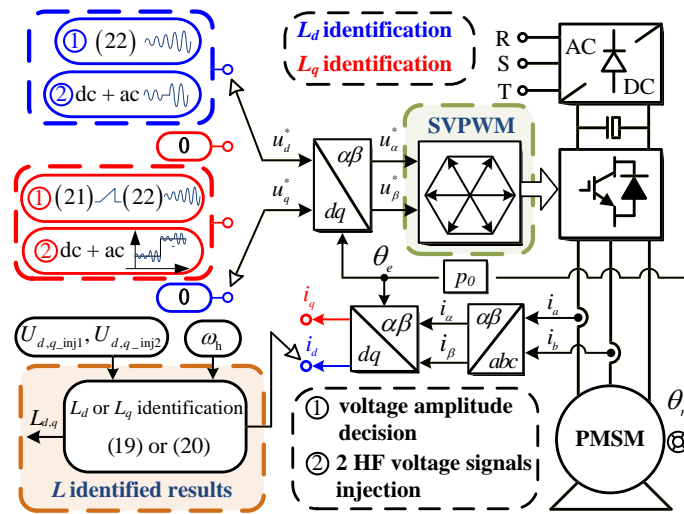 ① (22)
② dc + ac
0
① (21) (22)
② dc + ac
0
L_d identification
L_q identification
R
S
T
AC
DC
SVPWM
u_d^*
u_q^*
αβ
dq
u_α^*
u_β^*
θ_e
p_0
i_q
i_d
αβ
dq
i_α
i_β
αβ
abc
i_a
i_b
U_{d,q_inj1}, U_{d,q_inj2}
ω_h
L_{d,q}
L_d or L_q identification
(19) or (20)
L identified results
① voltage amplitude
decision
② 2 HF voltage signals
injection
PMSM